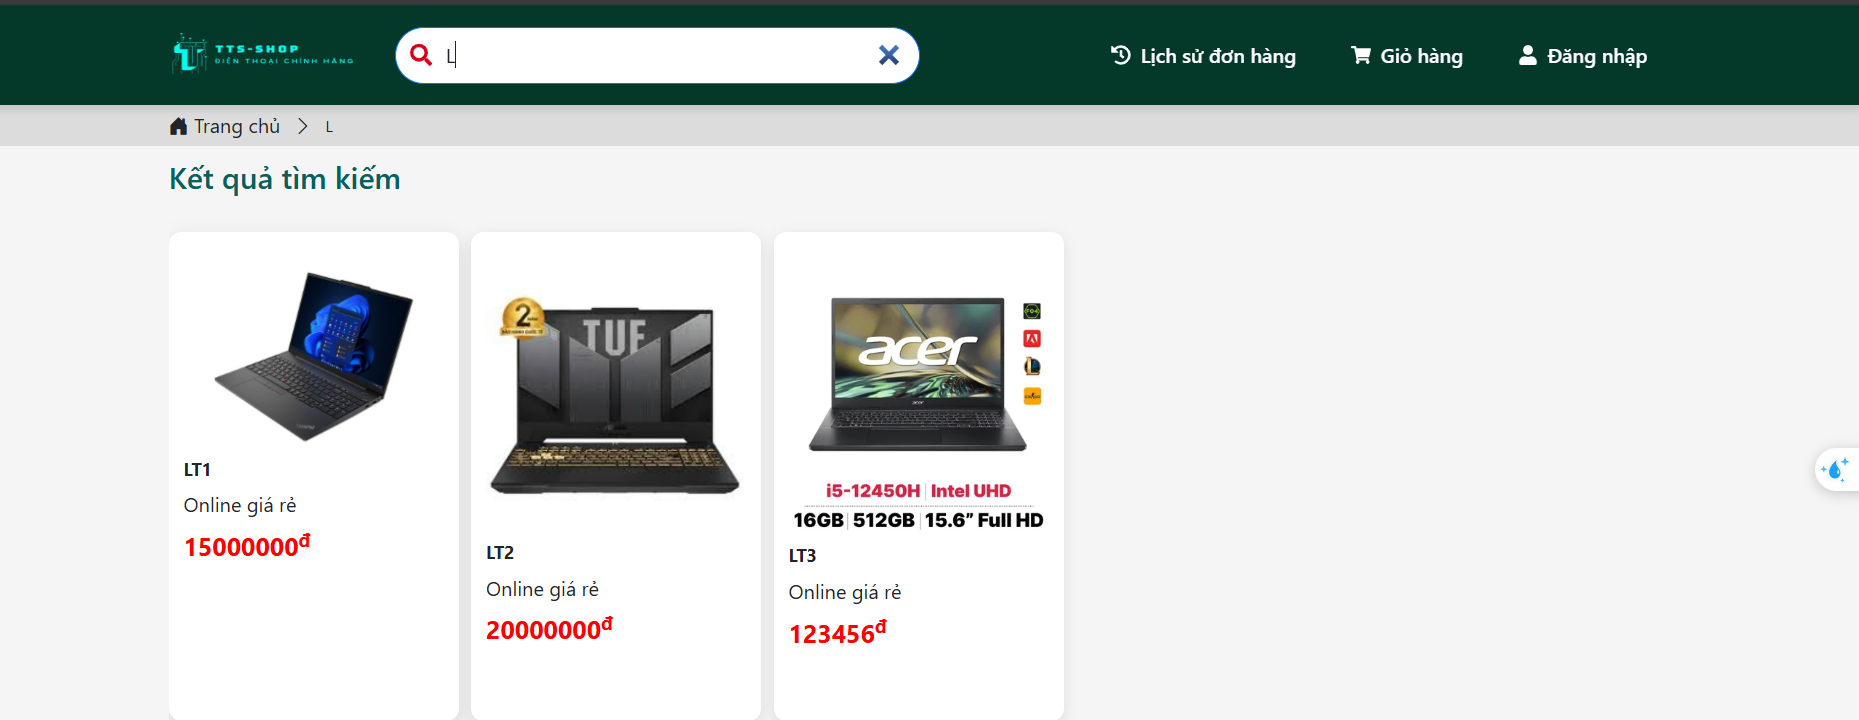 TTS-SHOP
ĐIỆN THOẠI CHÍNH HÃNG
L
Lịch sử đơn hàng
Giỏ hàng
Đăng nhập
Trang chủ
L
Kết quả tìm kiếm
LT1
Online giá rẻ
15000000đ
2
TUF
LT2
Online giá rẻ
20000000đ
acer
acer
i5-12450H | Intel UHD
16GB | 512GB | 15.6” Full HD
LT3
Online giá rẻ
123456đ